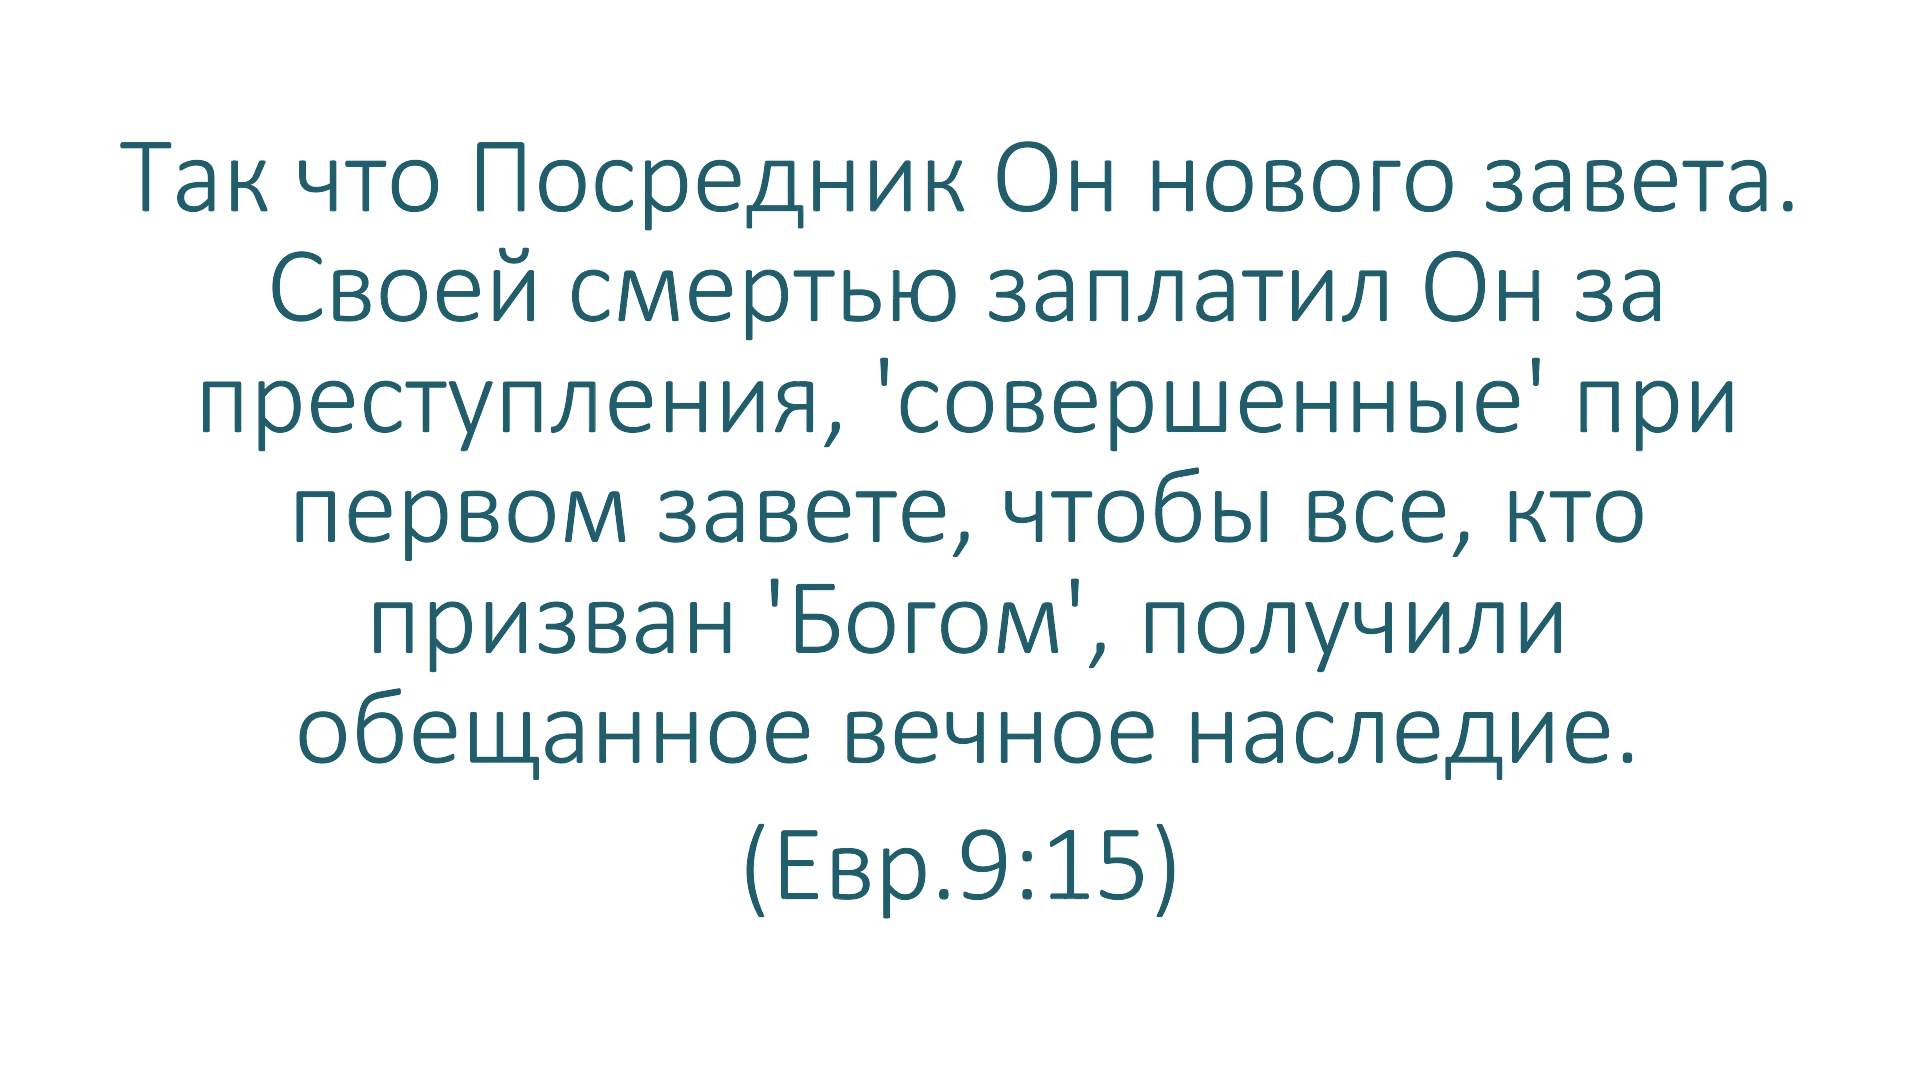 Так что Посредник Он нового завета.
Своей смертью заплатил Он за
преступления, 'совершенные' при
первом завете, чтобы все, кто
призван 'Богом', получили
обещанное вечное наследие.
(Евр.9:15)